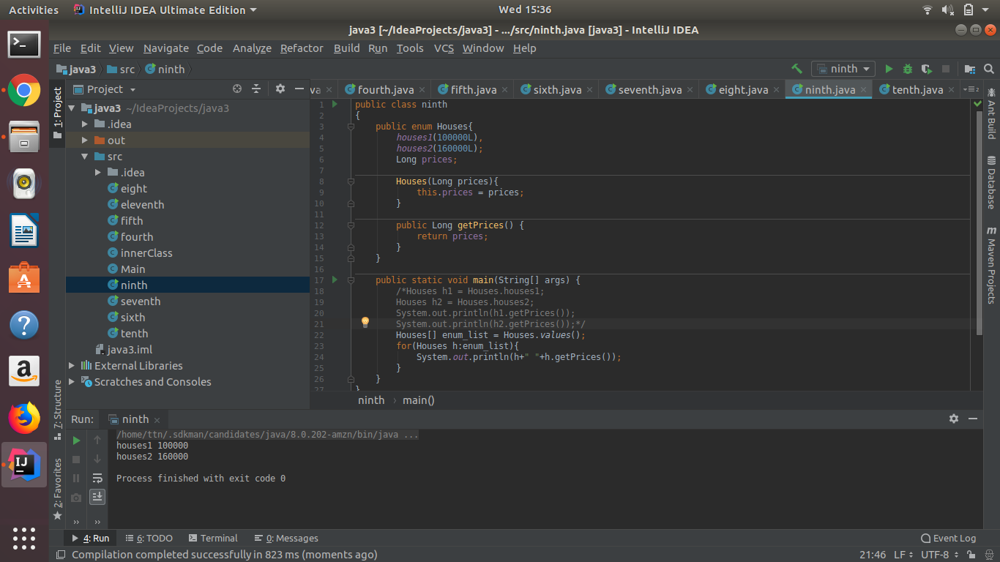 Activities IntelliJ IDEA Ultimate Edition Wed 15:36
java3 [~/IdeaProjects/java3] - .../src/ninth.java [java3] - IntelliJ IDEA
File Edit View Navigate Code Analyze Refactor Build Run Tools VCS Window Help
java3 src ninth ninth
1: Project
7: Structure
2: Favorites
Project
java3 ~/IdeaProjects/java3
.idea
out
src
.idea
eight
eleventh
fifth
fourth
innerClass
Main
ninth
seventh
sixth
tenth
java3.iml
External Libraries
Scratches and Consoles
va fourth.java fifth.java sixth.java seventh.java eight.java ninth.java tenth.java 2
1 public class ninth
2 {
3 public enum Houses{
4 houses1(100000L),
5 houses2(160000L);
6 Long prices;
7
8 Houses(Long prices){
9 this.prices = prices;
10 }
11
12 public Long getPrices() {
13 return prices;
14 }
15 }
16
17 public static void main(String[] args) {
18 /*Houses h1 = Houses.houses1;
19 Houses h2 = Houses.houses2;
20 System.out.println(h1.getPrices());
21 System.out.println(h2.getPrices());*/
22 Houses[] enum_list = Houses.values();
23 for(Houses h:enum_list){
24 System.out.println(h+" "+h.getPrices());
25 }
26 }
27 }
ninth › main()
Ant Build
Database
Maven Projects
Run: ninth
/home/ttn/.sdkman/candidates/java/8.0.202-amzn/bin/java ...
houses1 100000
houses2 160000
Process finished with exit code 0
4: Run 6: TODO Terminal 0: Messages Event Log
Compilation completed successfully in 823 ms (moments ago) 21:46 LF UTF-8